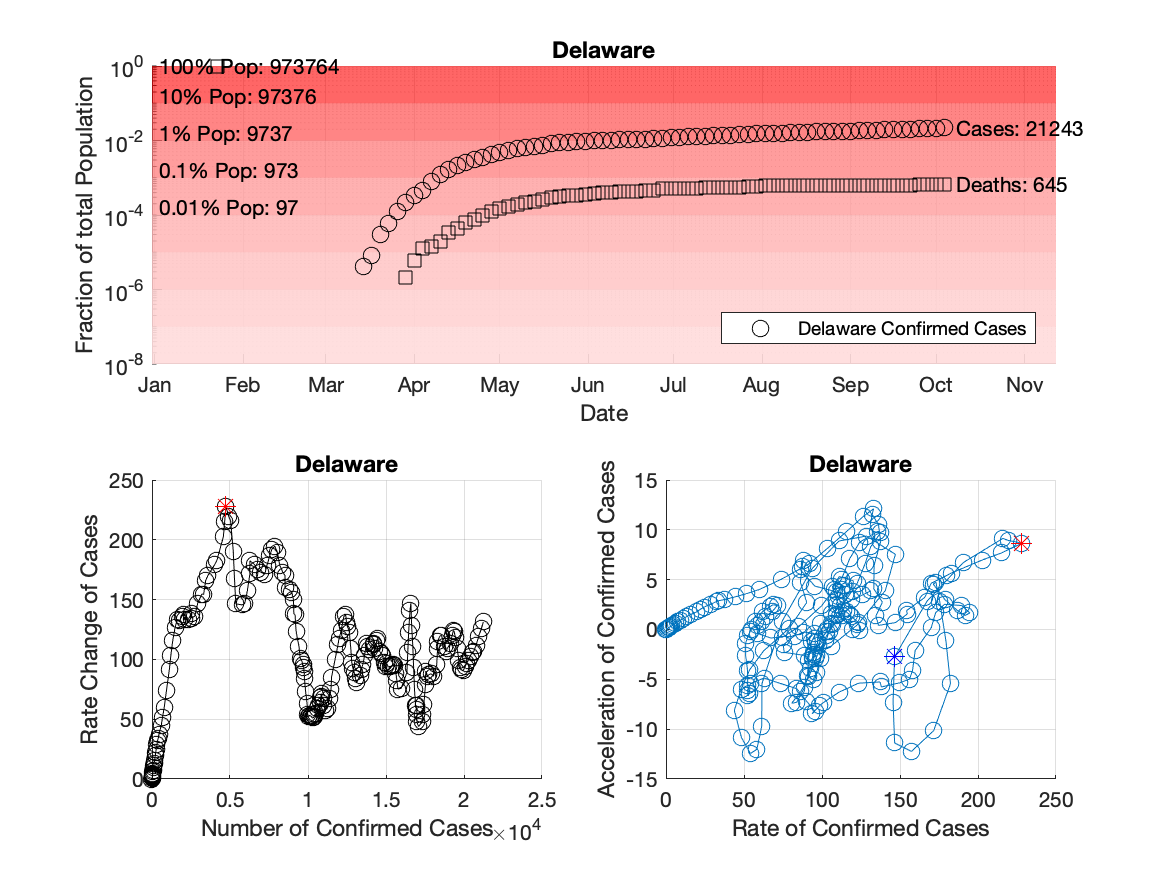 Delaware
10^0
10^-2
10^-4
10^-6
10^-8
Fraction of total Population
100% Pop: 973764
10% Pop: 97376
1% Pop: 9737
0.1% Pop: 973
0.01% Pop: 97
Cases: 21243
Deaths: 645
Delaware Confirmed Cases
Jan Feb Mar Apr May Jun Jul Aug Sep Oct Nov
Date
Delaware
250
200
150
100
50
0
Rate Change of Cases
0 0.5 1 1.5 2 2.5
Number of Confirmed Cases ×10^4
Delaware
15
10
5
0
-5
-10
-15
Acceleration of Confirmed Cases
0 50 100 150 200 250
Rate of Confirmed Cases